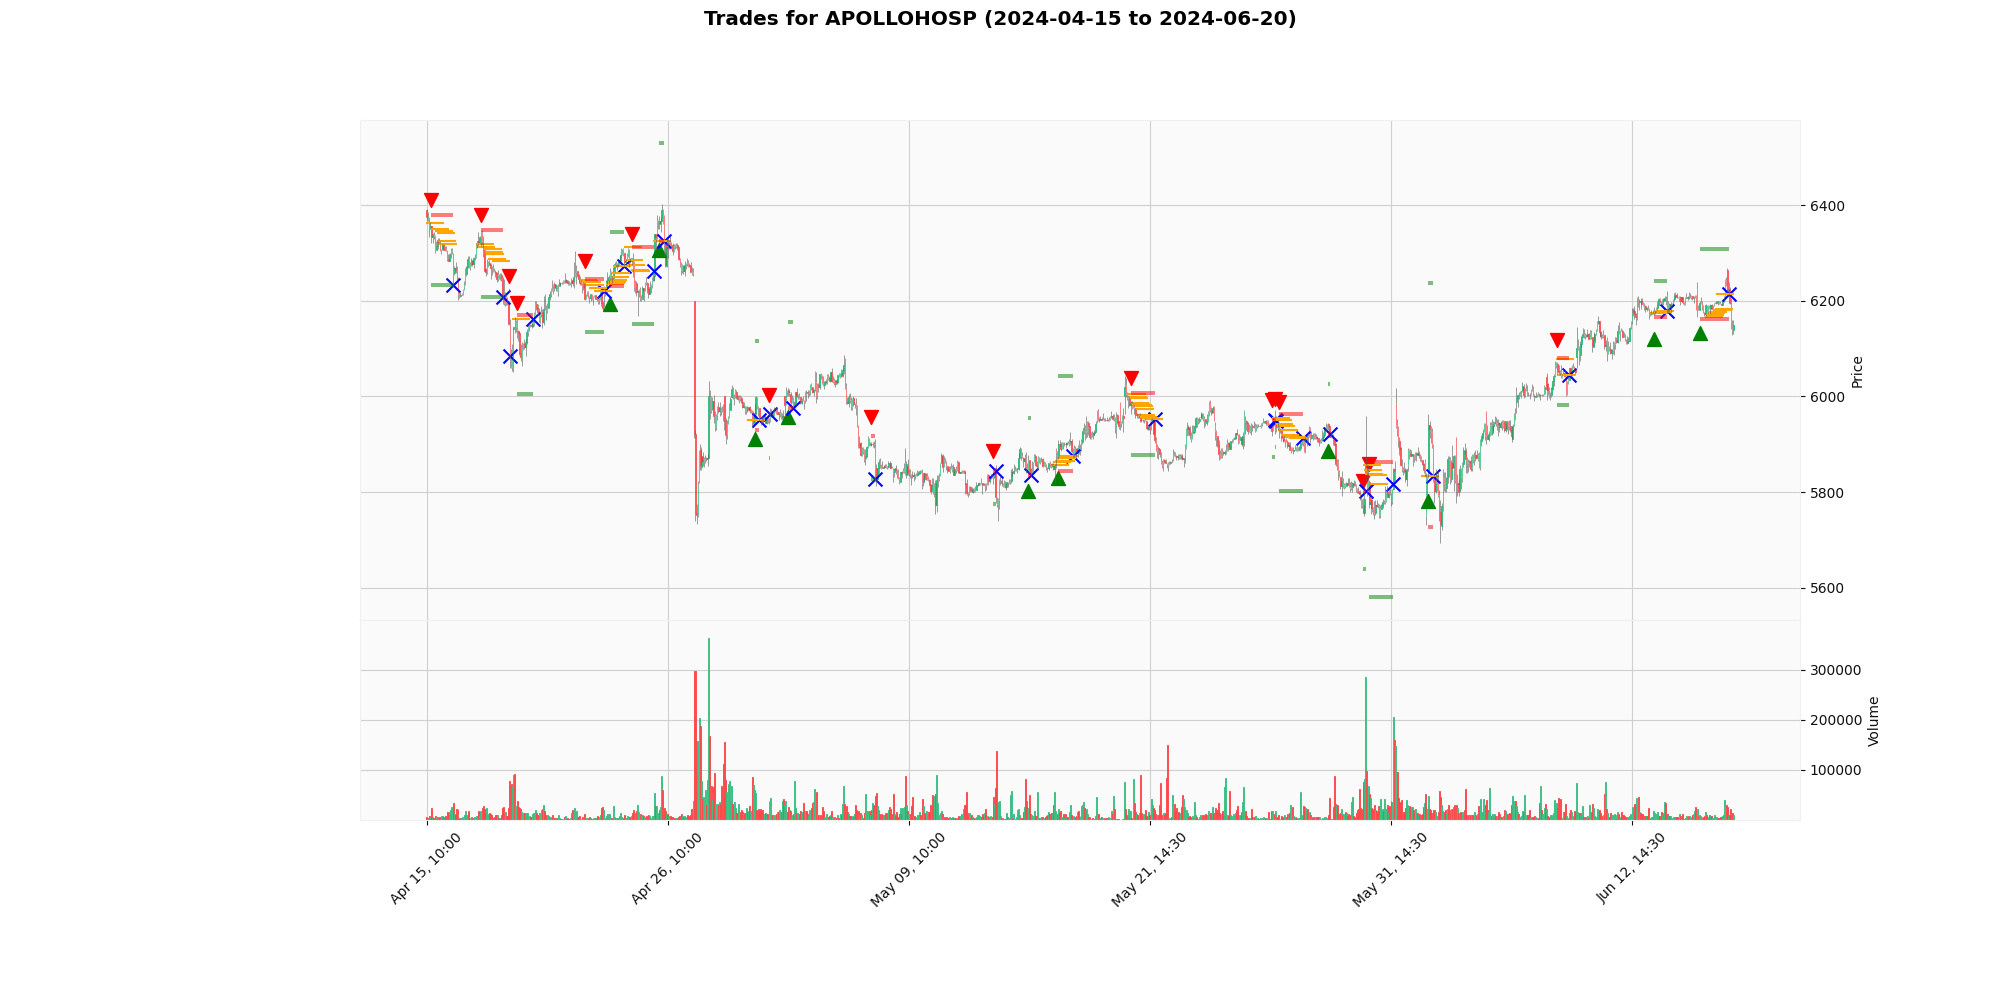 Trades for APOLLOHOSP (2024-04-15 to 2024-06-20)
6400
6200
6000
5800
5600
Price
300000
200000
100000
Volume
Apr 15, 10:00
Apr 26, 10:00
May 09, 10:00
May 21, 14:30
May 31, 14:30
Jun 12, 14:30